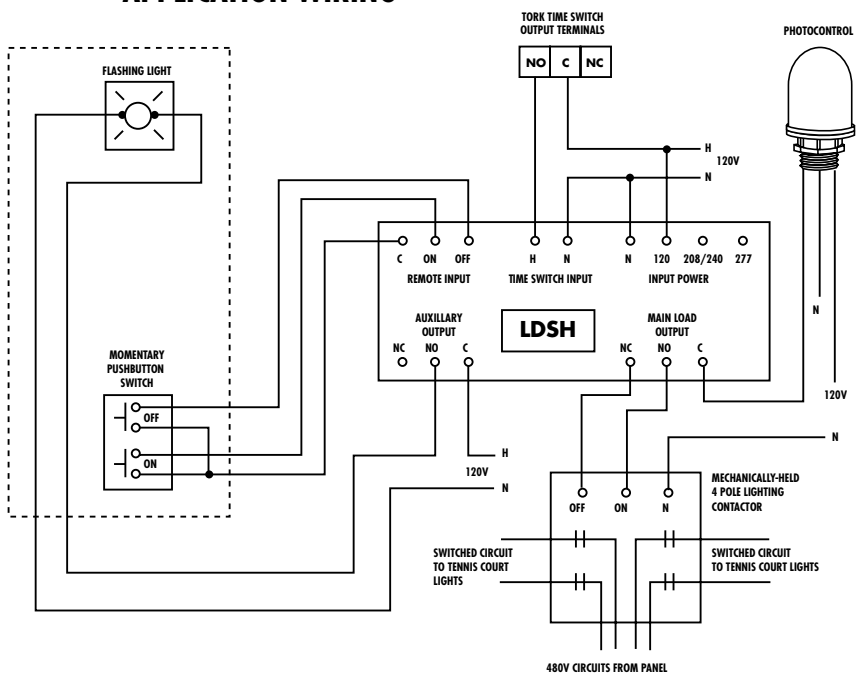 APPLICATION WIRING
TORK TIME SWITCH
OUTPUT TERMINALS
NO C NC
PHOTOCONTROL
FLASHING LIGHT
H
120V
N
C ON OFF H N N 120 208/240 277
REMOTE INPUT TIME SWITCH INPUT INPUT POWER
AUXILLARY
OUTPUT
NC NO C
LDSH
MAIN LOAD
OUTPUT
NC NO C
N
120V
MOMENTARY
PUSHBUTTON
SWITCH
OFF
ON
H
120V
N
N
OFF ON N
MECHANICALLY-HELD
4 POLE LIGHTING
CONTACTOR
SWITCHED CIRCUIT
TO TENNIS COURT
LIGHTS
SWITCHED CIRCUIT
TO TENNIS COURT LIGHTS
480V CIRCUITS FROM PANEL